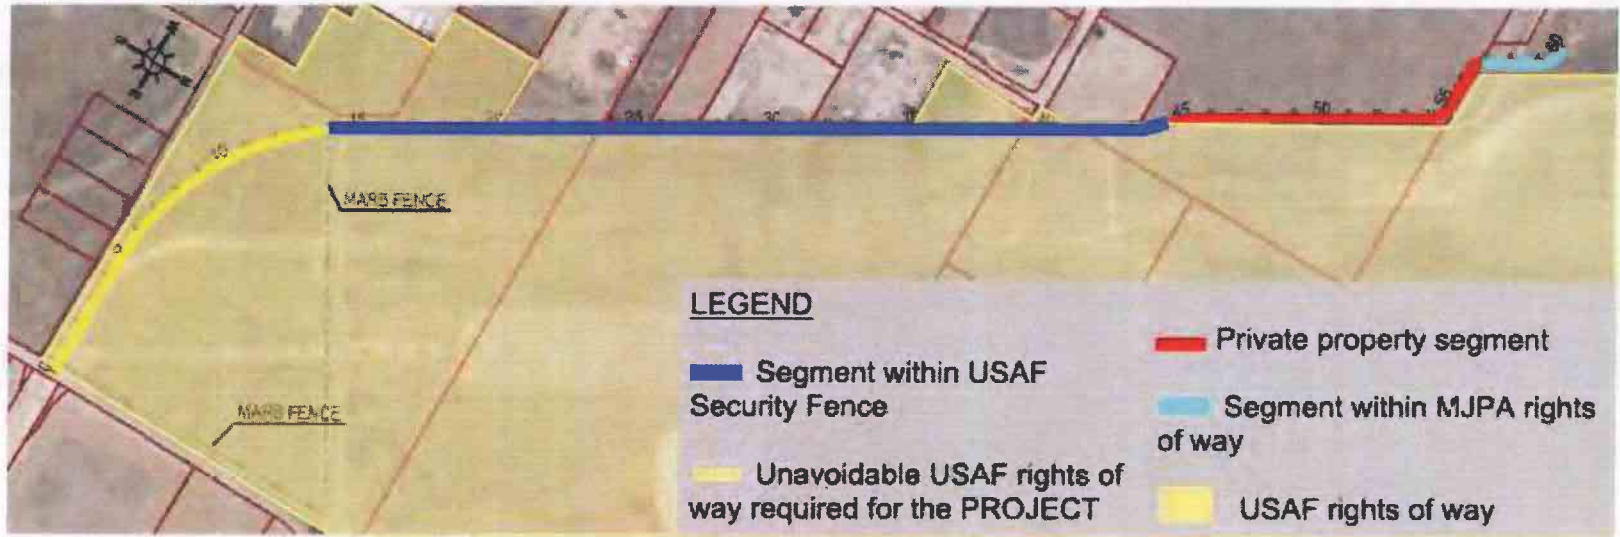 15
25
30
45
50
55
10
MARB FENCE
MARB FENCE
LEGEND
Segment within USAF
Security Fence
Unavoidable USAF rights of
way required for the PROJECT
Private property segment
Segment within MJPA rights
of way
USAF rights of way